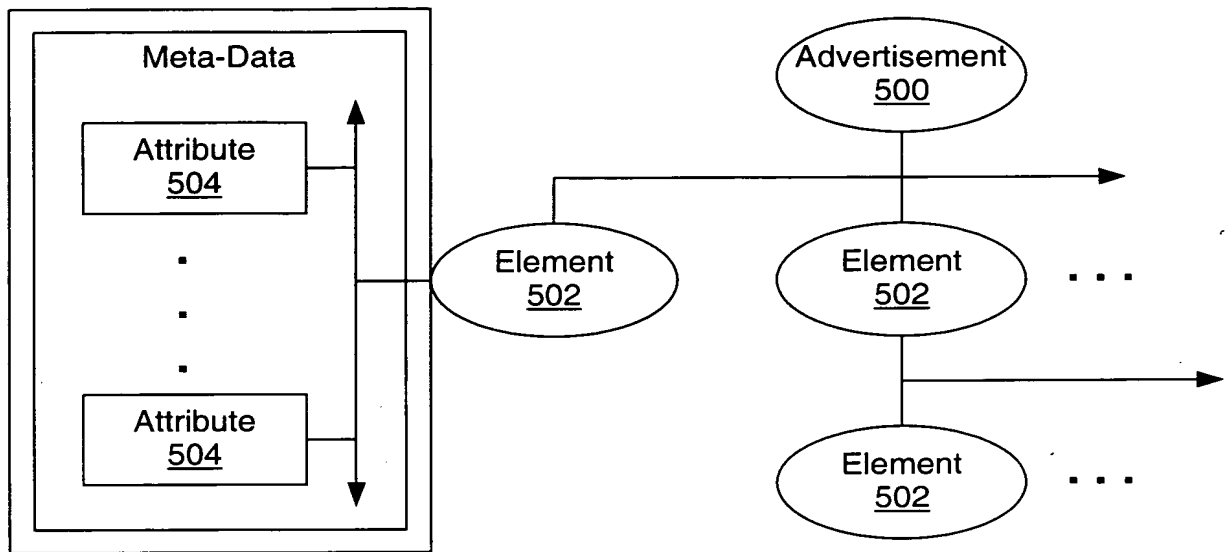 Meta-Data
Attribute
504
Attribute
504
Advertisement
500
Element
502
Element
502
Element
502